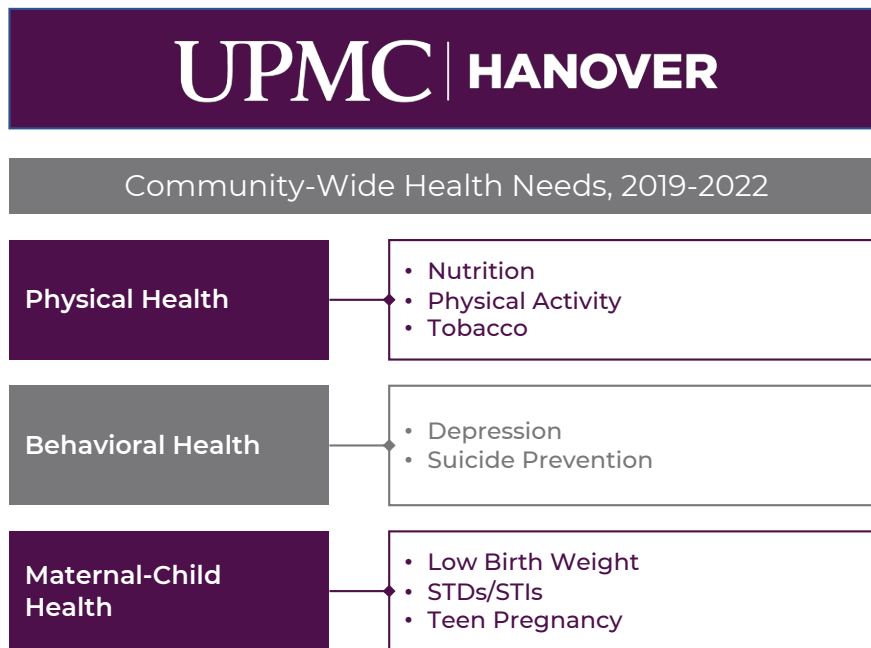 UPMC | HANOVER
Community-Wide Health Needs, 2019-2022
Physical Health
• Nutrition
• Physical Activity
• Tobacco
Behavioral Health
• Depression
• Suicide Prevention
Maternal-Child
Health
• Low Birth Weight
• STDs/STIs
• Teen Pregnancy